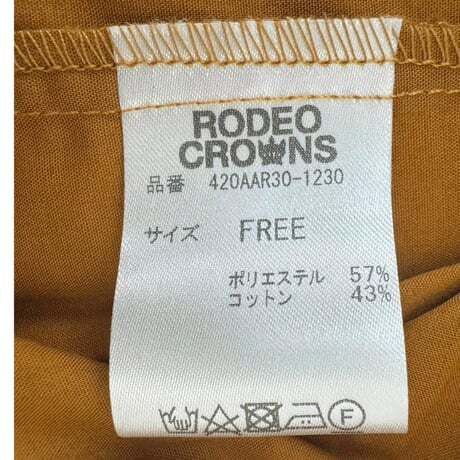 RODEO
CROWNS
品番 420AAR30-1230
サイズ FREE
ポリエステル 57%
コットン 43%
F